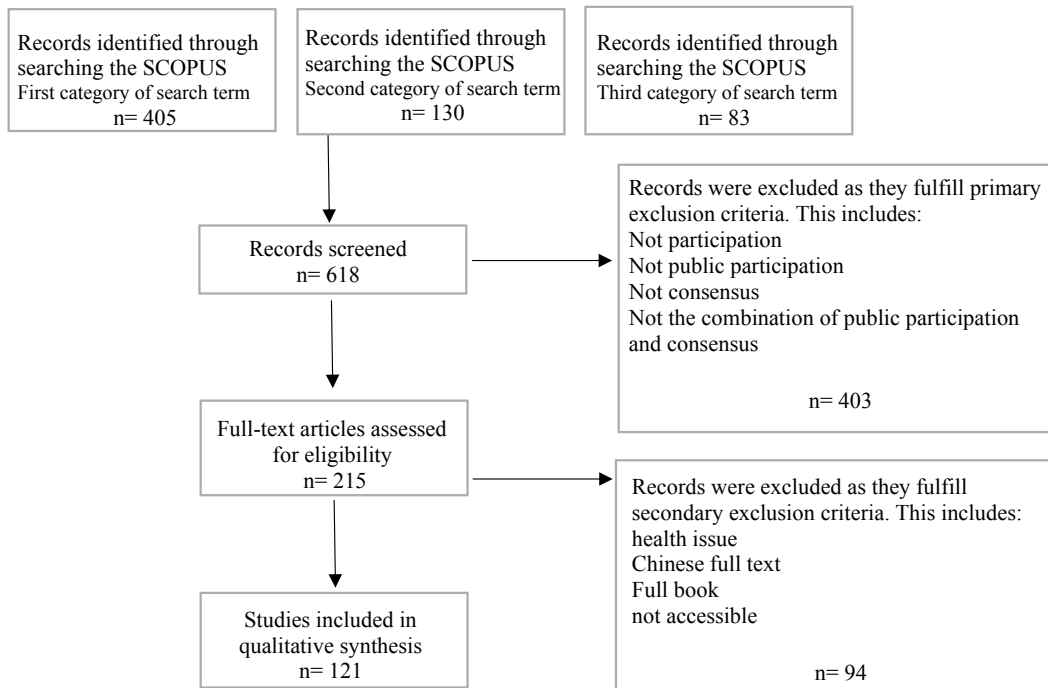 Records identified through
searching the SCOPUS
First category of search term
n= 405
Records identified through
searching the SCOPUS
Second category of search term
n= 130
Records identified through
searching the SCOPUS
Third category of search term
n= 83
Records screened
n= 618
Records were excluded as they fulfill primary
exclusion criteria. This includes:
Not participation
Not public participation
Not consensus
Not the combination of public participation
and consensus
n= 403
Full-text articles assessed
for eligibility
n= 215
Records were excluded as they fulfill
secondary exclusion criteria. This includes:
health issue
Chinese full text
Full book
not accessible
n= 94
Studies included in
qualitative synthesis
n= 121